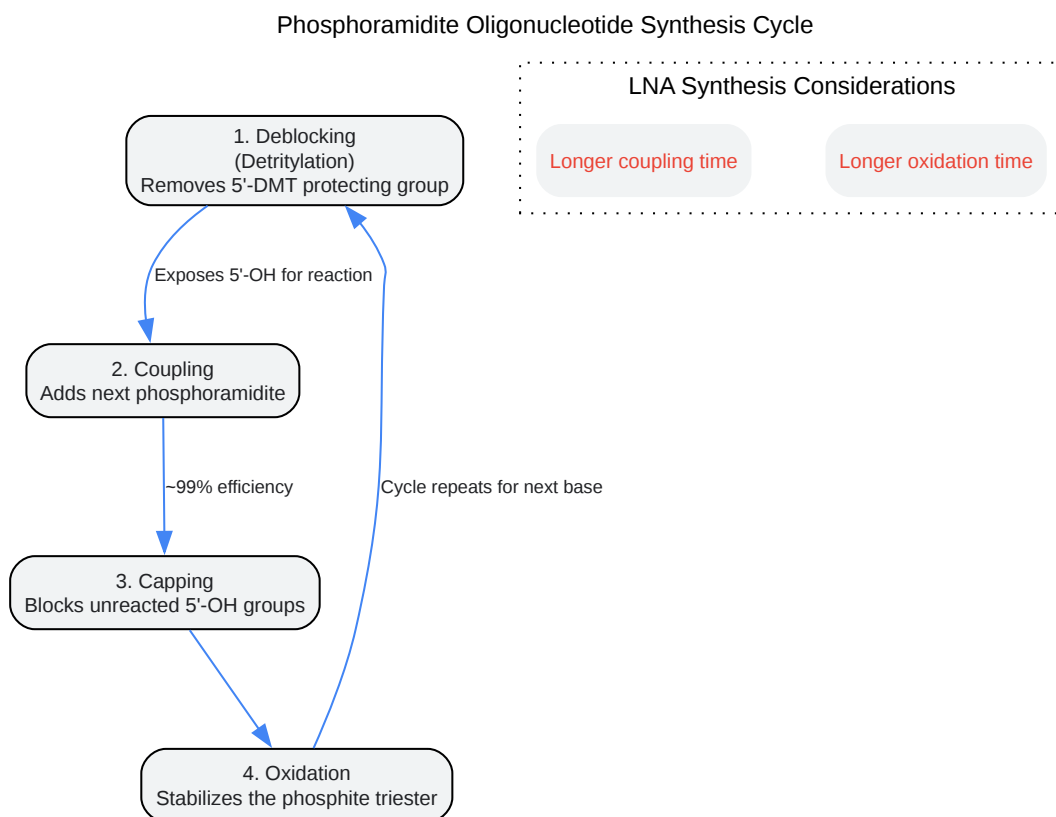 Phosphoramidite Oligonucleotide Synthesis Cycle
LNA Synthesis Considerations
Longer coupling time
Longer oxidation time
1. Deblocking
(Detritylation)
Removes 5'-DMT protecting group
Exposes 5'-OH for reaction
2. Coupling
Adds next phosphoramidite
~99% efficiency
Cycle repeats for next base
3. Capping
Blocks unreacted 5'-OH groups
4. Oxidation
Stabilizes the phosphite triester